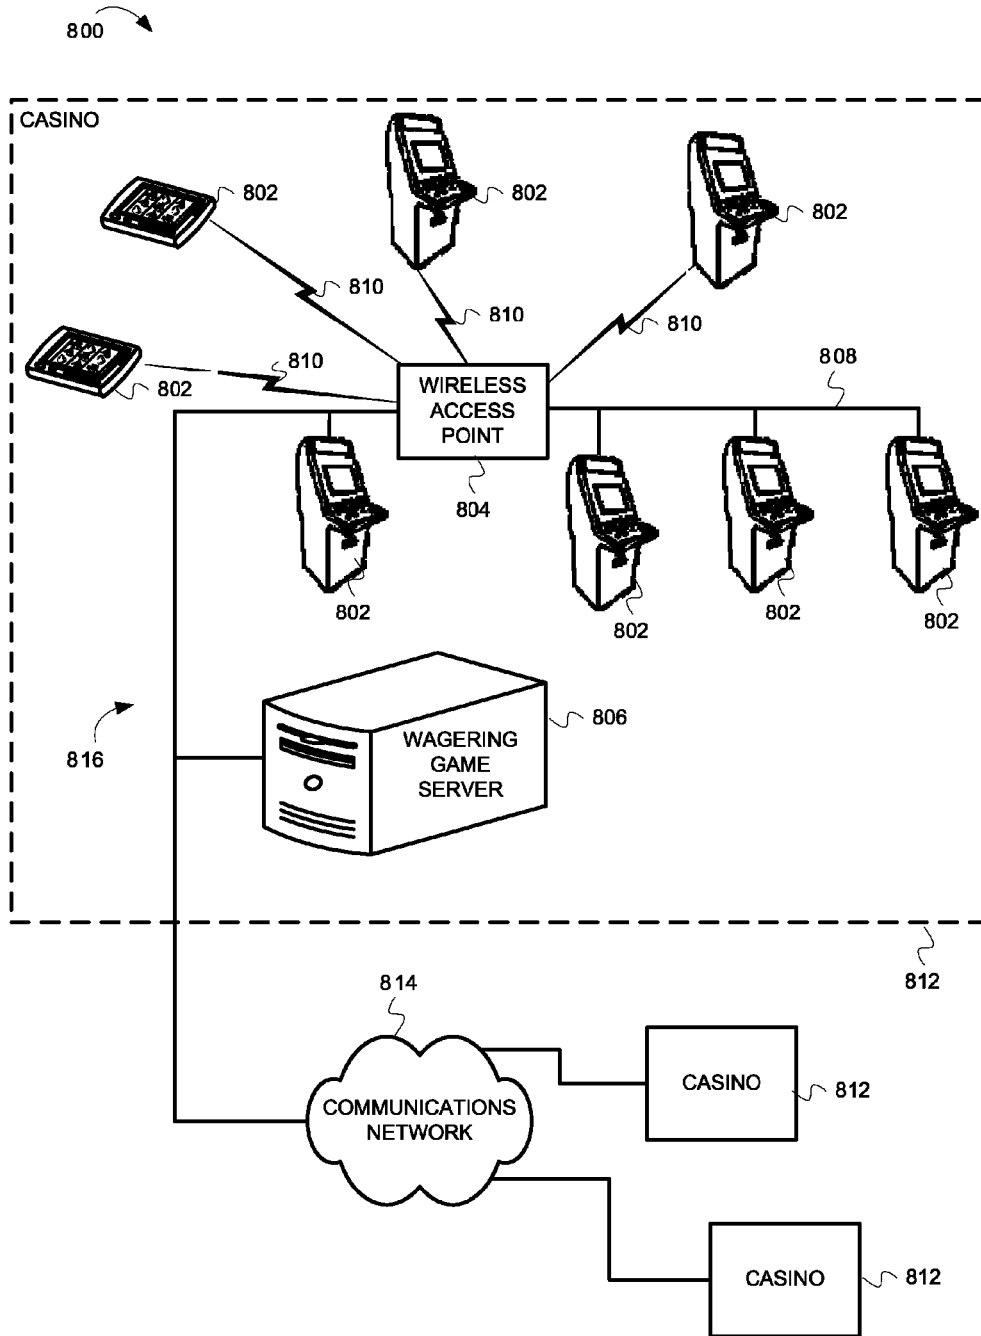 800
CASINO
802
802
802
810
810
810
810
802
808
WIRELESS
ACCESS
POINT
804
802
802
802
802
806
WAGERING
GAME
SERVER
816
812
814
COMMUNICATIONS
NETWORK
CASINO
812
CASINO
812